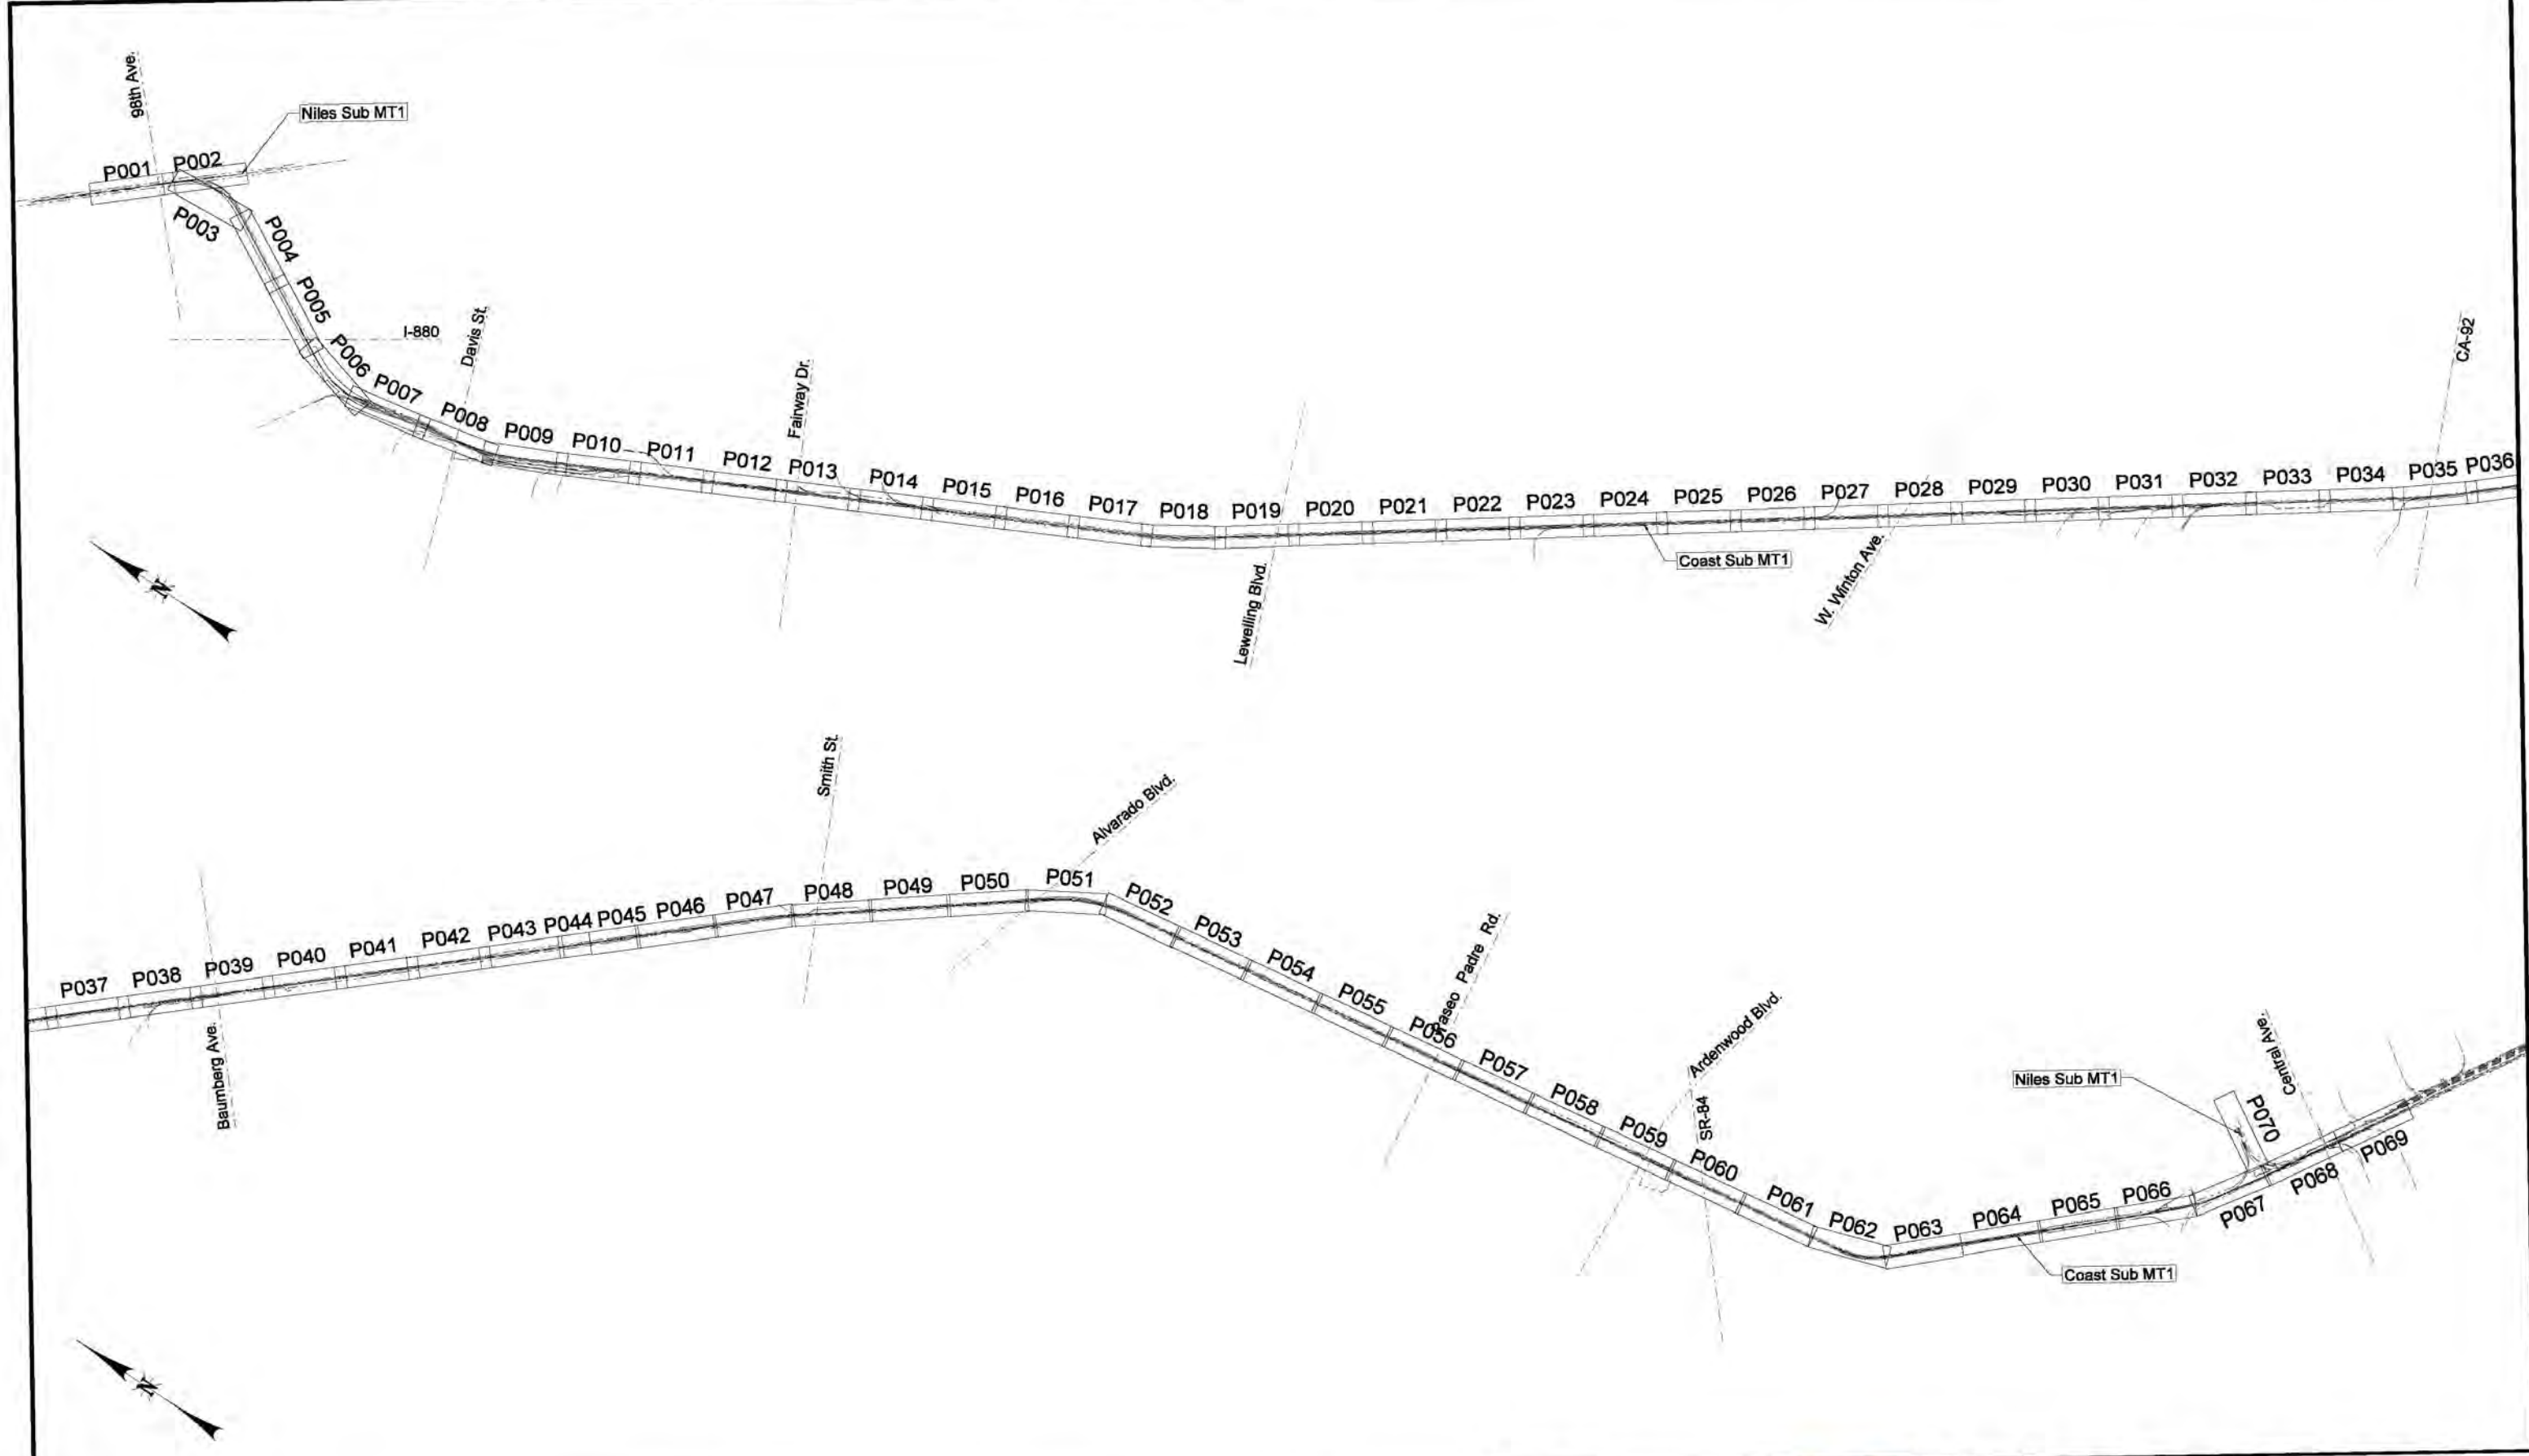 98th Ave.
Niles Sub MT1
P001
P002
P003
P004
P005
I-880
P006
P007
Davis St.
P008
P009
P010
P011
P012
Fairway Dr.
P013
P014
P015
P016
P017
P018
P019
Lewelling Blvd.
P020
P021
P022
P023
P024
Coast Sub MT1
P025
P026
P027
W. Winton Ave.
P028
P029
P030
P031
P032
P033
P034
CA-92
P035
P036
N
P037
P038
Baumberg Ave.
P039
P040
P041
P042
P043
P044
P045
P046
P047
Smith St.
P048
P049
P050
P051
Alvarado Blvd.
P052
P053
P054
P055
P056
Paseo Padre Rd.
P057
P058
P059
Ardenwood Blvd.
SR-84
P060
P061
P062
P063
P064
P065
P066
Coast Sub MT1
Niles Sub MT1
P067
P068
P069
P070
Central Ave.
N